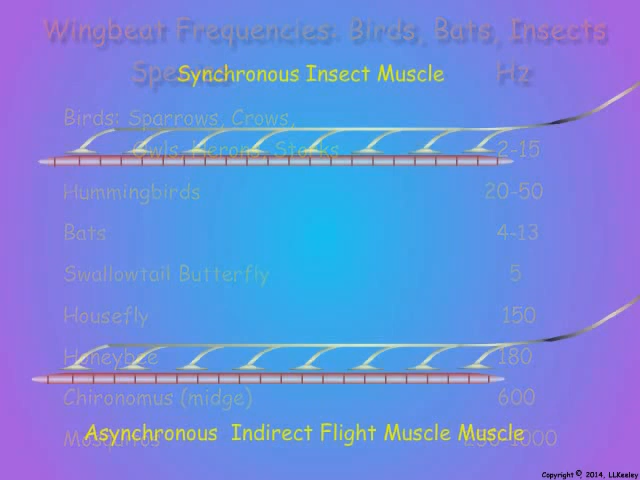 Wingbeat Frequencies: Birds, Bats, Insects
Species Hz
Synchronous Insect Muscle
Birds: Sparrows, Crows,
Owls, Herons, Storks 2-15
Hummingbirds 20-50
Bats 4-13
Swallowtail Butterfly 5
Housefly 150
Honeybee 180
Chironomus (midge) 600
Mosquitos 1000
Asynchronous Indirect Flight Muscle Muscle
Copyright © 2014, LLKeeley